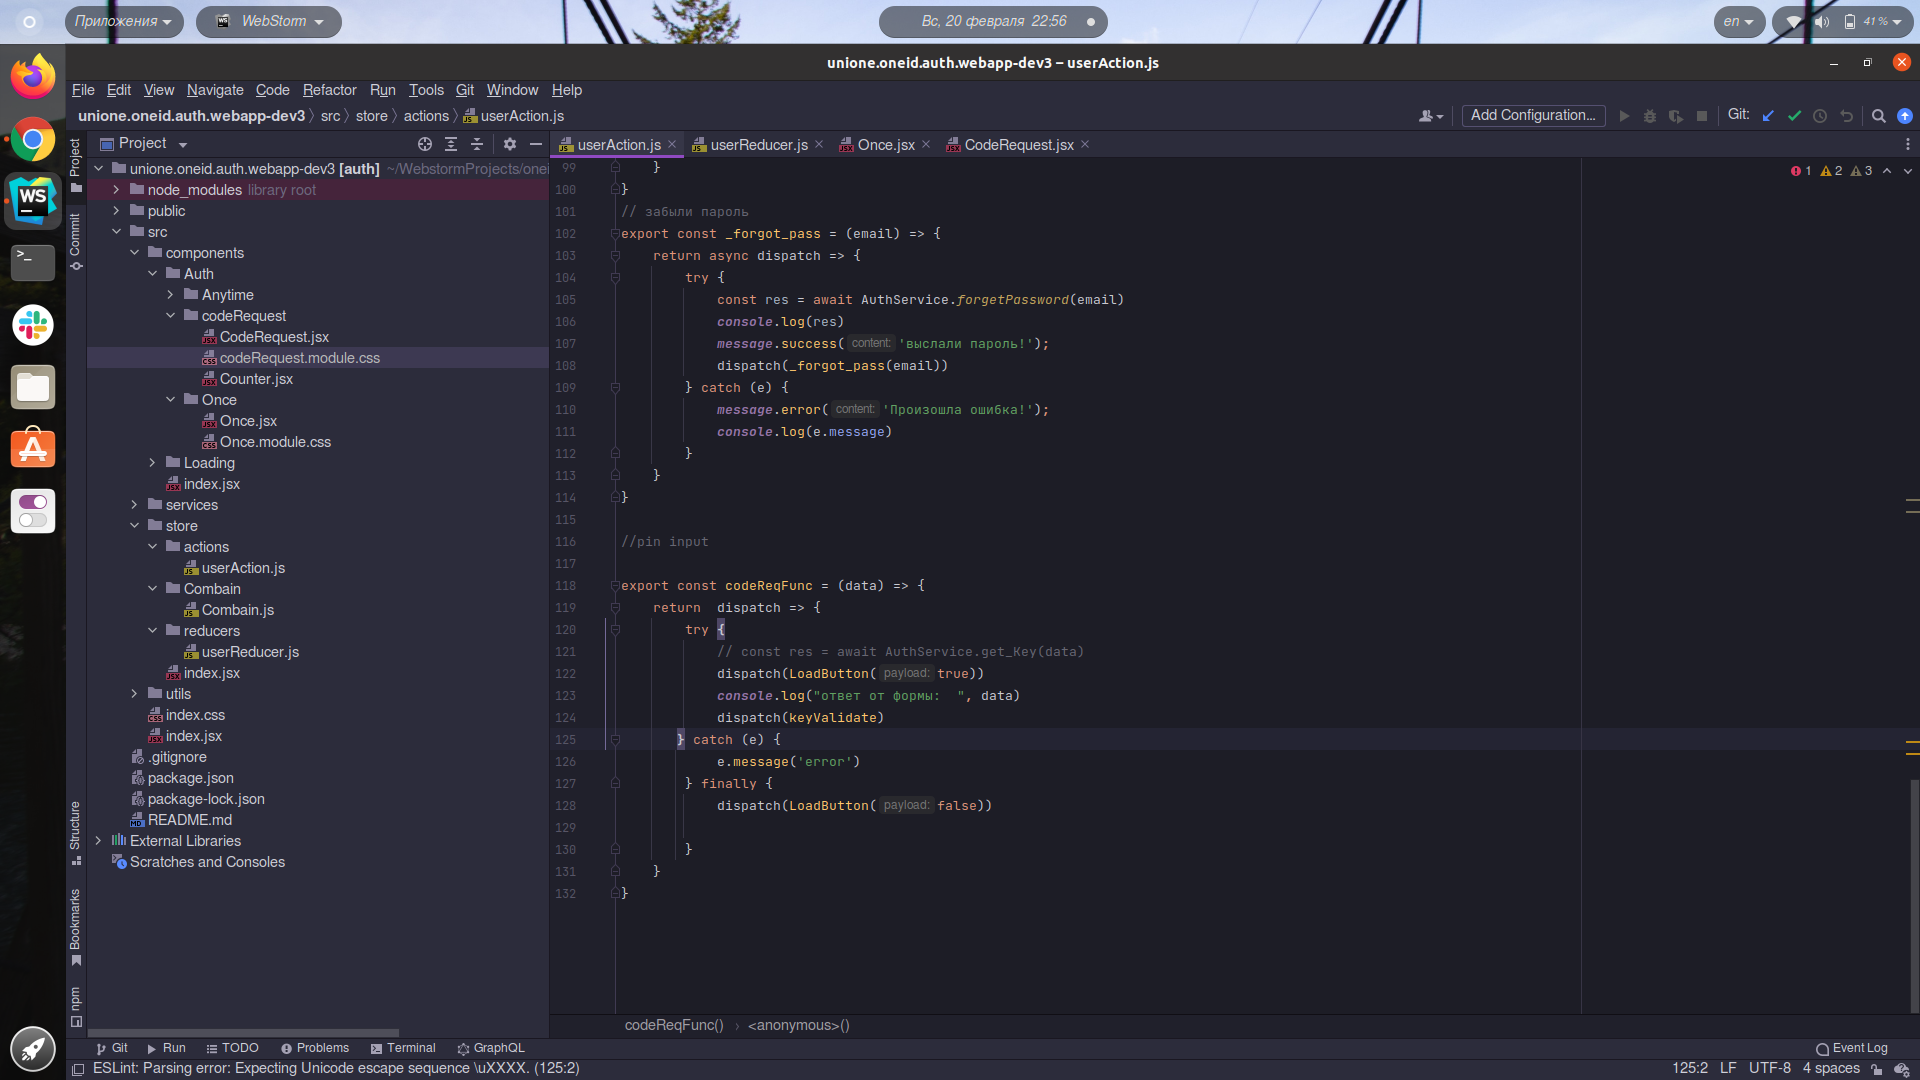 Приложения
WebStorm
Вс, 20 февраля 22:56
en
41 %
unione.oneid.auth.webapp-dev3 – userAction.js
File Edit View Navigate Code Refactor Run Tools Git Window Help
unione.oneid.auth.webapp-dev3 〉 src 〉 store 〉 actions 〉 userAction.js
Add Configuration...
Git:
Project
Commit
Structure
Bookmarks
npm
Project
unione.oneid.auth.webapp-dev3 [auth] ~/WebstormProjects/onei
node_modules library root
public
src
components
Auth
Anytime
codeRequest
CodeRequest.jsx
codeRequest.module.css
Counter.jsx
Once
Once.jsx
Once.module.css
Loading
index.jsx
services
store
actions
userAction.js
Combain
Combain.js
reducers
userReducer.js
index.jsx
utils
index.css
index.jsx
.gitignore
package.json
package-lock.json
README.md
External Libraries
Scratches and Consoles
userAction.js
userReducer.js
Once.jsx
CodeRequest.jsx
1 2 3
99 }
100 }
101 // забыли пароль
102 export const _forgot_pass = (email) => {
103 return async dispatch => {
104 try {
105 const res = await AuthService.forgetPassword(email)
106 console.log(res)
107 message.success( content: 'выслали пароль!');
108 dispatch(_forgot_pass(email))
109 } catch (e) {
110 message.error( content: 'Произошла ошибка!');
111 console.log(e.message)
112 }
113 }
114 }
115
116 //pin input
117
118 export const codeReqFunc = (data) => {
119 return  dispatch => {
120 try {
121 // const res = await AuthService.get_Key(data)
122 dispatch(LoadButton( payload: true))
123 console.log("ответ от формы:  ", data)
124 dispatch(keyValidate)
125 } catch (e) {
126 e.message('error')
127 } finally {
128 dispatch(LoadButton( payload: false))
129
130 }
131 }
132 }
codeReqFunc() › <anonymous>()
Git Run TODO Problems Terminal GraphQL
Event Log
ESLint: Parsing error: Expecting Unicode escape sequence \uXXXX. (125:2)
125:2 LF UTF-8 4 spaces